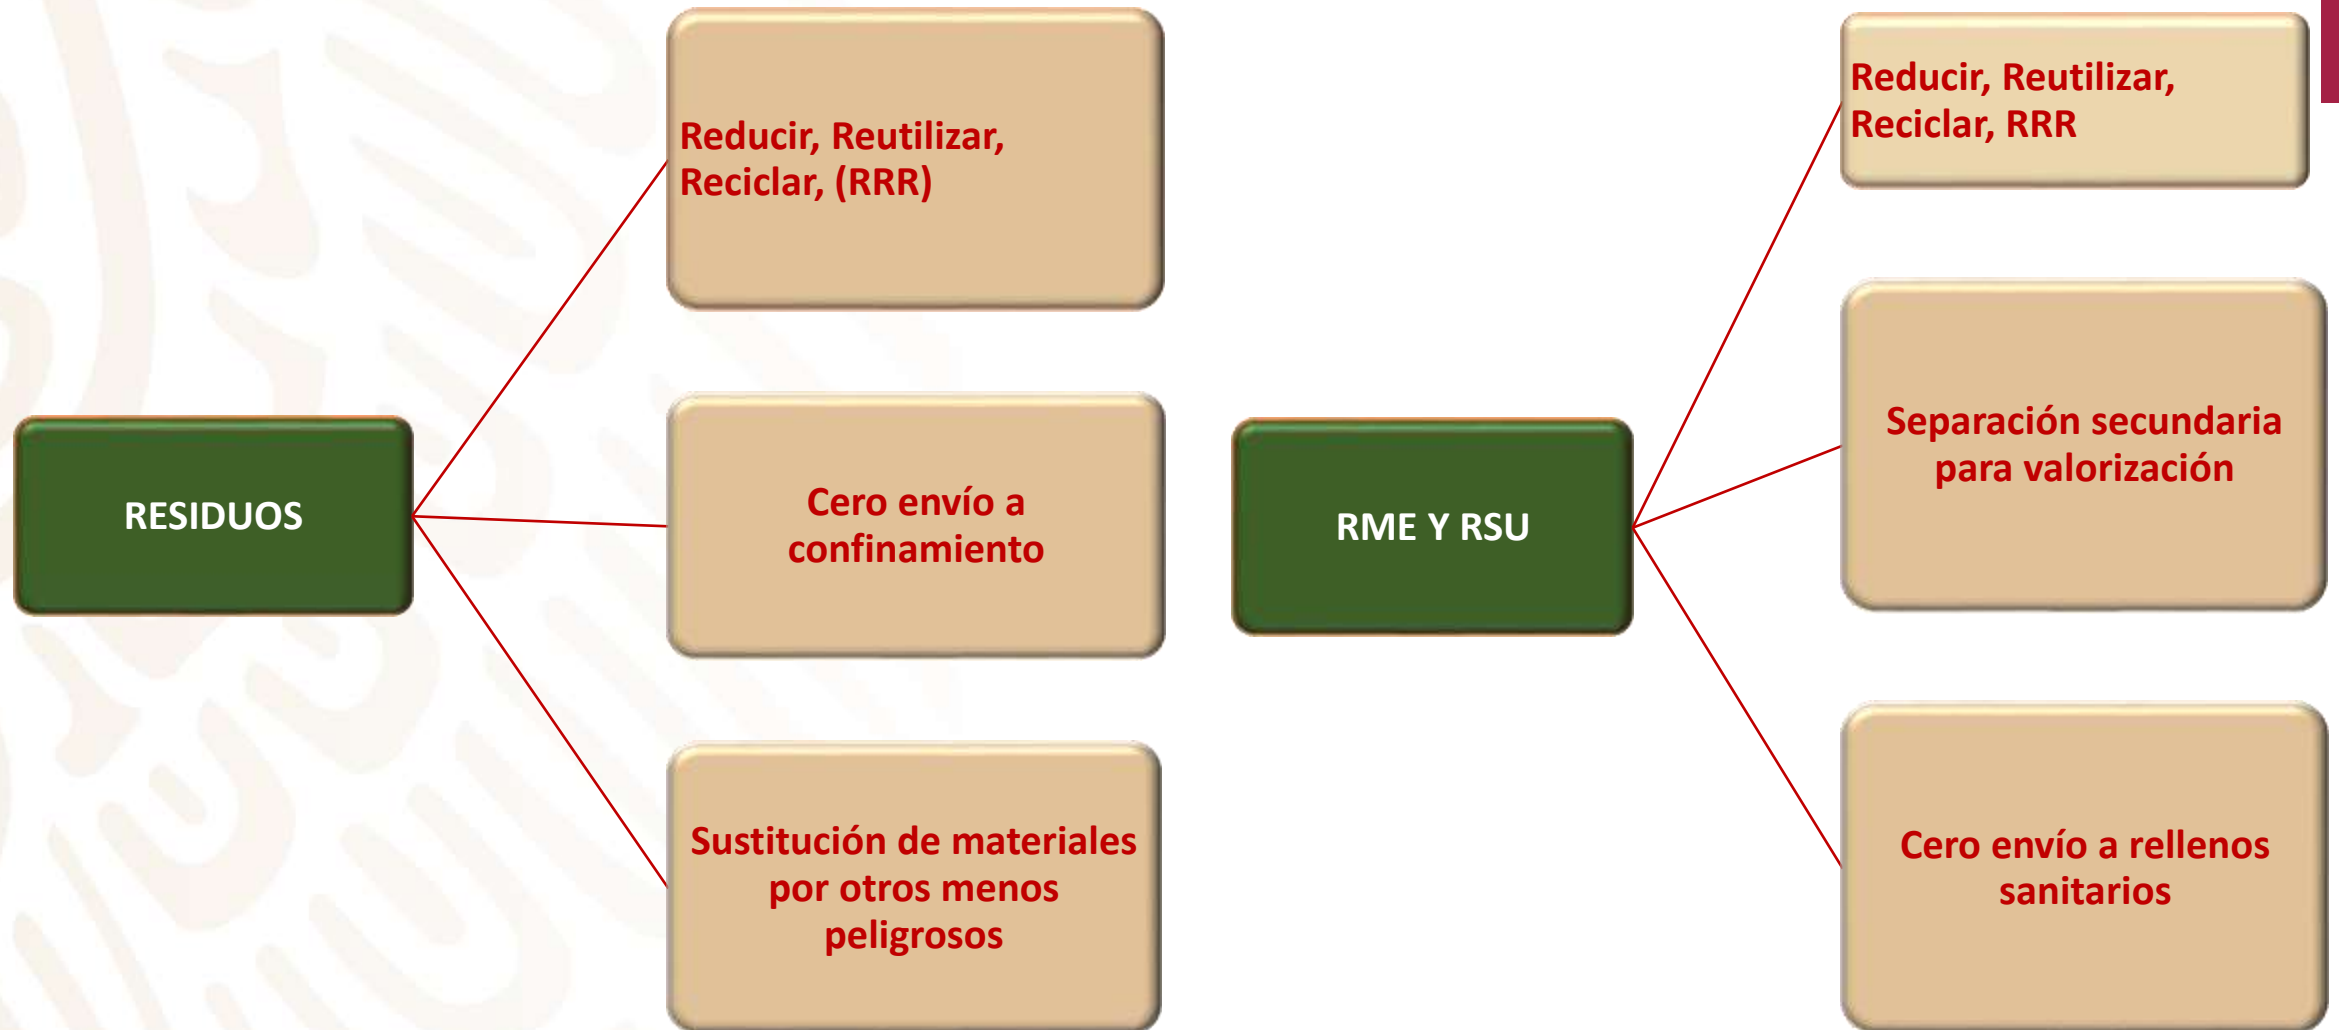 RESIDUOS
Reducir, Reutilizar,
Reciclar, (RRR)
Cero envío a
confinamiento
Sustitución de materiales
por otros menos
peligrosos
RME Y RSU
Reducir, Reutilizar,
Reciclar, RRR
Separación secundaria
para valorización
Cero envío a rellenos
sanitarios